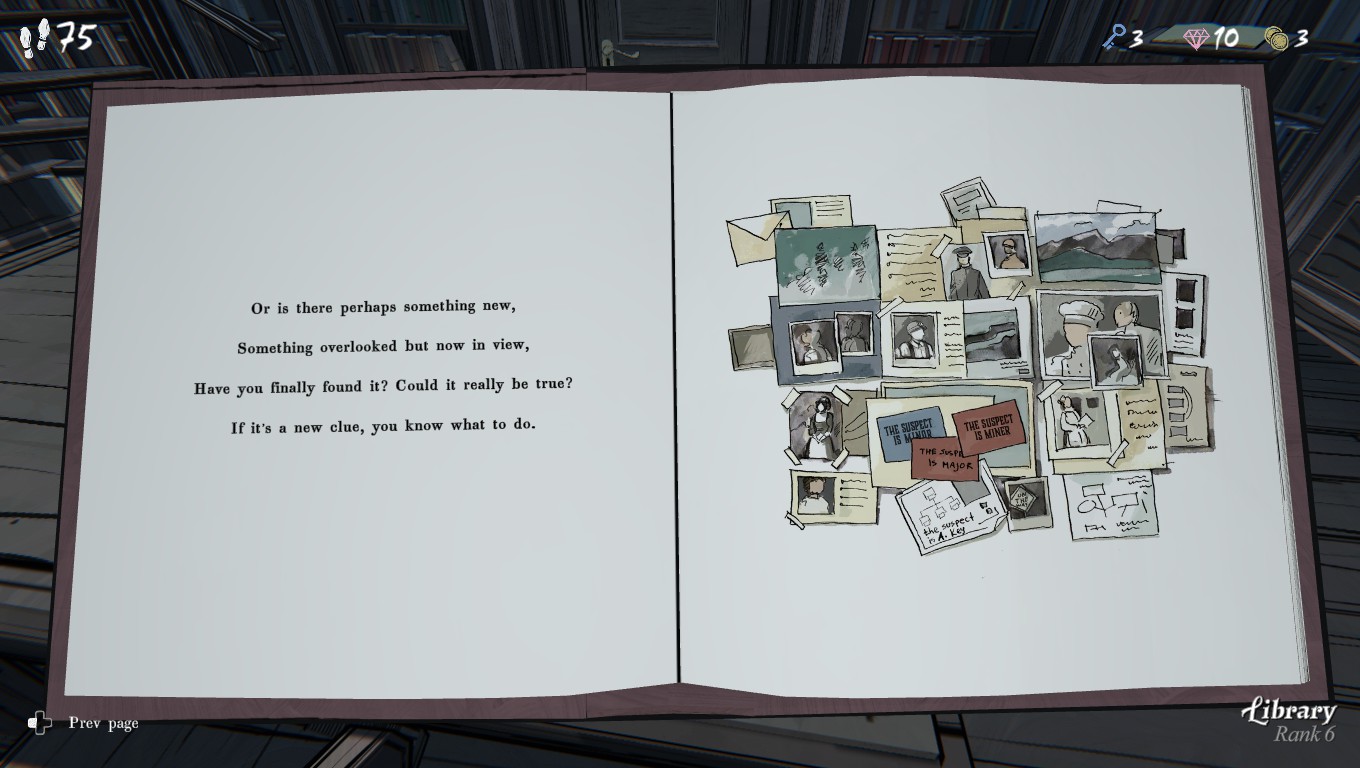 75
3
10
3
Or is there perhaps something new,
Something overlooked but now in view,
Have you finally found it? Could it really be true?
If it's a new clue, you know what to do.
THE SUSPECT
IS MINOR
THE SUSPECT
IS MINER
THE SUSPE
IS MAJOR
the suspect
is A. Key
Prev page
Library
Rank 6